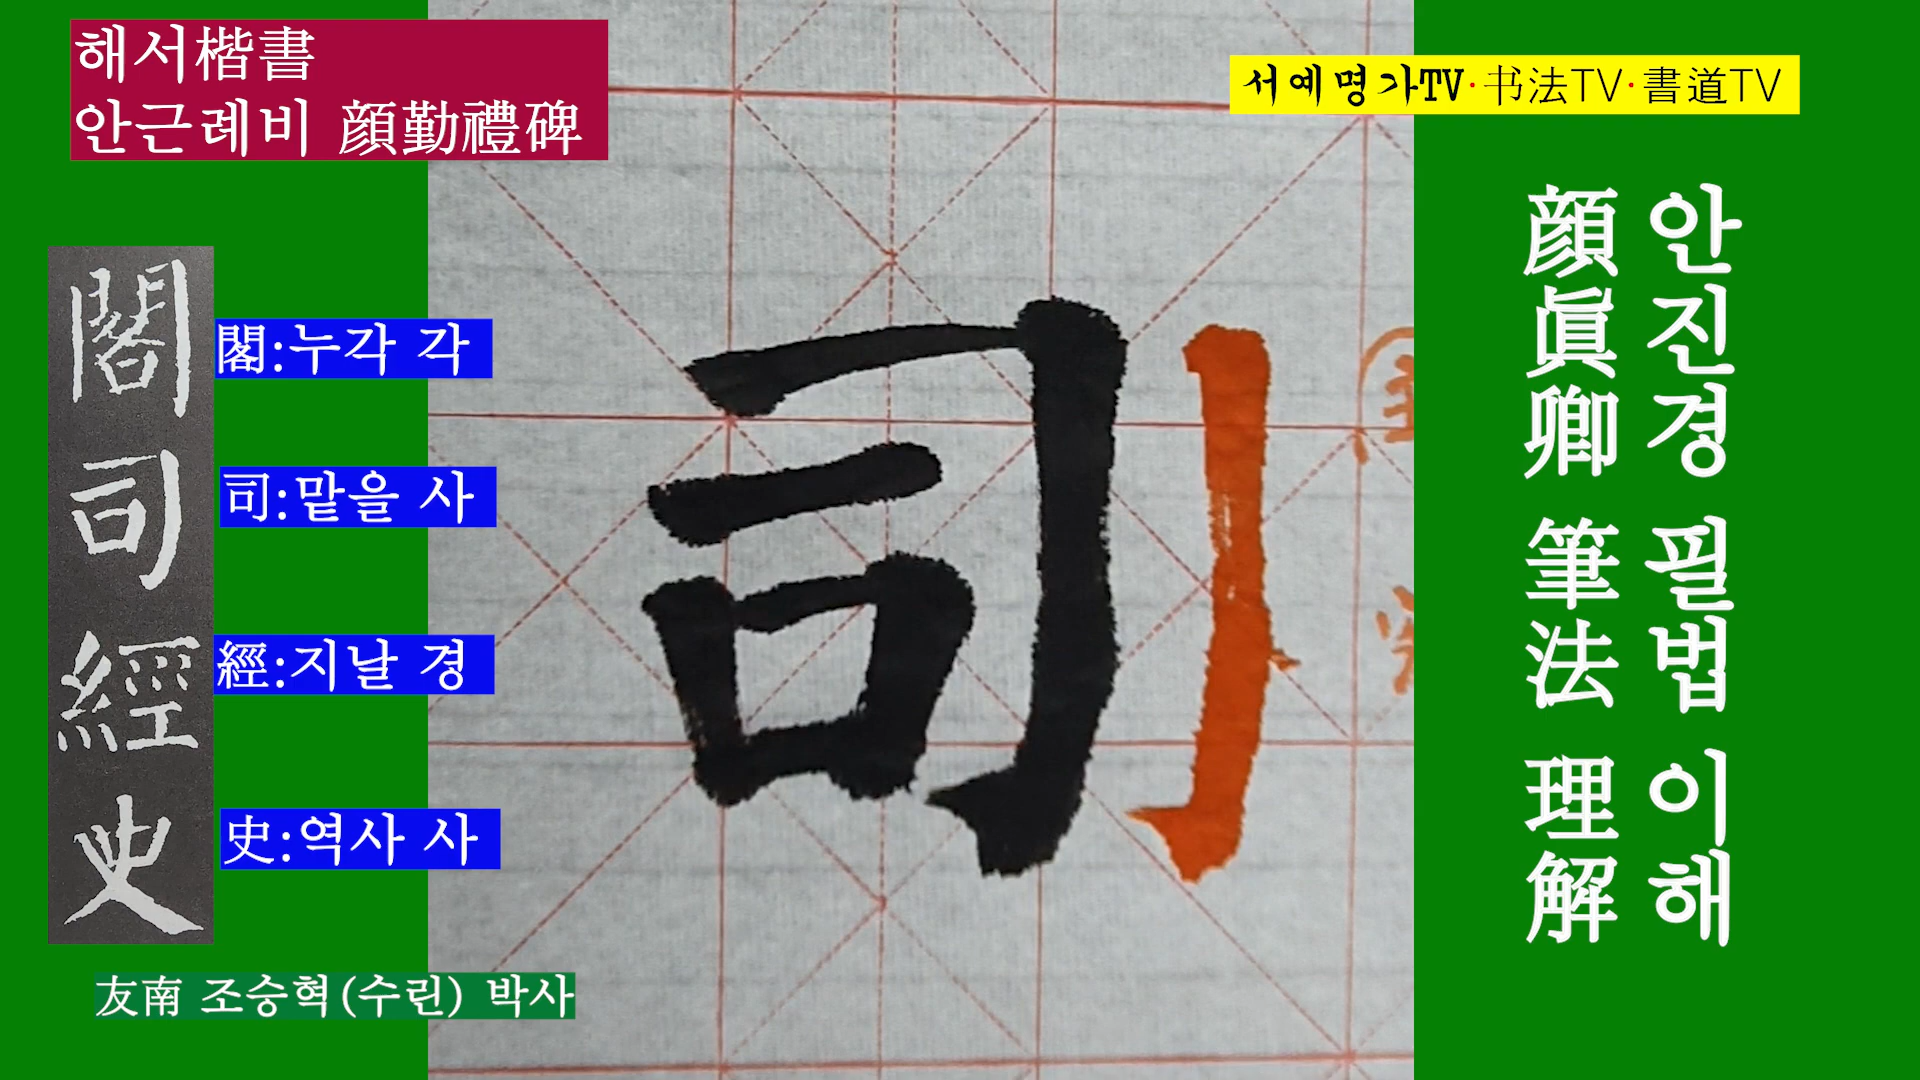 해서楷書
안근례비 顔勤禮碑
서예명가TV·书法TV·書道TV
閣司經史
閣:누각 각
司:맡을 사
經:지날 경
史:역사 사
友南 조승혁(수린) 박사
司
안진경 필법 이해
顔眞卿 筆法 理解